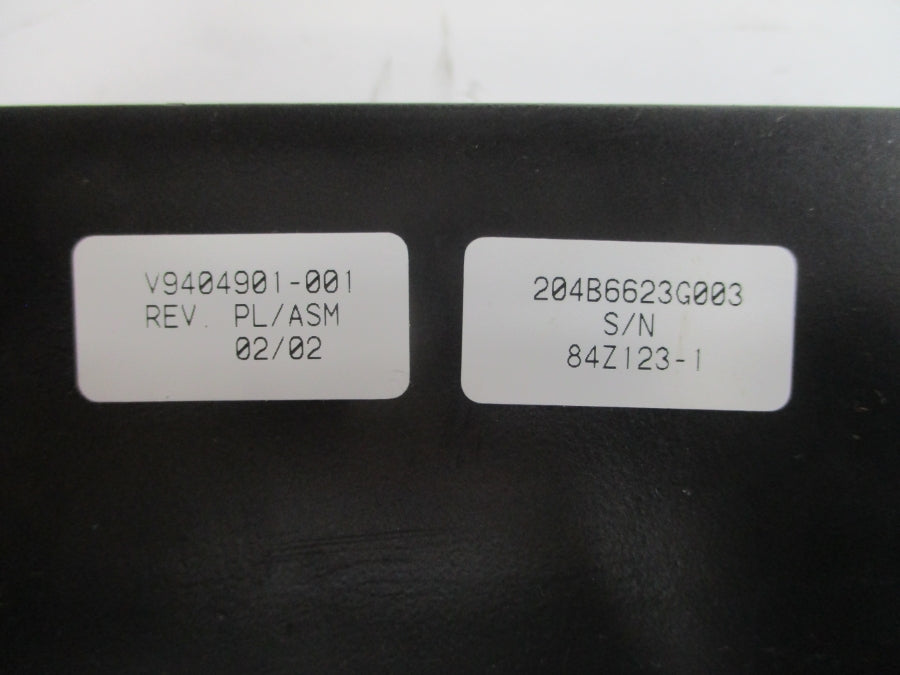 V9404901-001
REV. PL/ASM
02/02
204B6623G003
S/N
84Z123-1